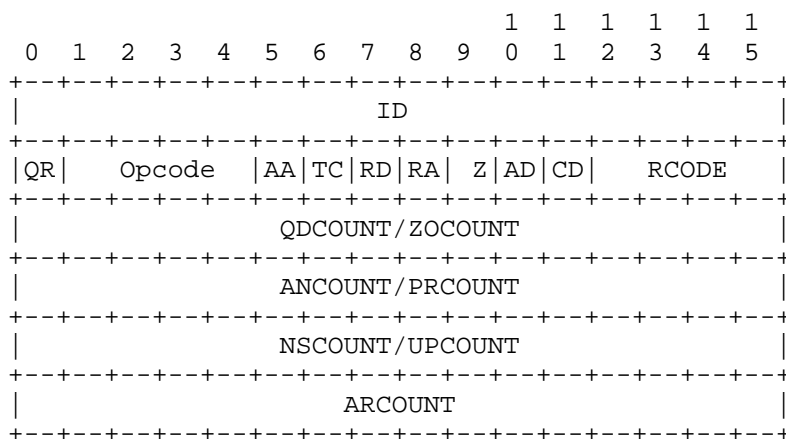 1  1  1  1  1  1
 0  1  2  3  4  5  6  7  8  9  0  1  2  3  4  5
+--+--+--+--+--+--+--+--+--+--+--+--+--+--+--+--+
|                      ID                       |
+--+--+--+--+--+--+--+--+--+--+--+--+--+--+--+--+
|QR|   Opcode  |AA|TC|RD|RA| Z|AD|CD|   RCODE   |
+--+--+--+--+--+--+--+--+--+--+--+--+--+--+--+--+
|                QDCOUNT/ZOCOUNT                |
+--+--+--+--+--+--+--+--+--+--+--+--+--+--+--+--+
|                ANCOUNT/PRCOUNT                |
+--+--+--+--+--+--+--+--+--+--+--+--+--+--+--+--+
|                NSCOUNT/UPCOUNT                |
+--+--+--+--+--+--+--+--+--+--+--+--+--+--+--+--+
|                    ARCOUNT                    |
+--+--+--+--+--+--+--+--+--+--+--+--+--+--+--+--+